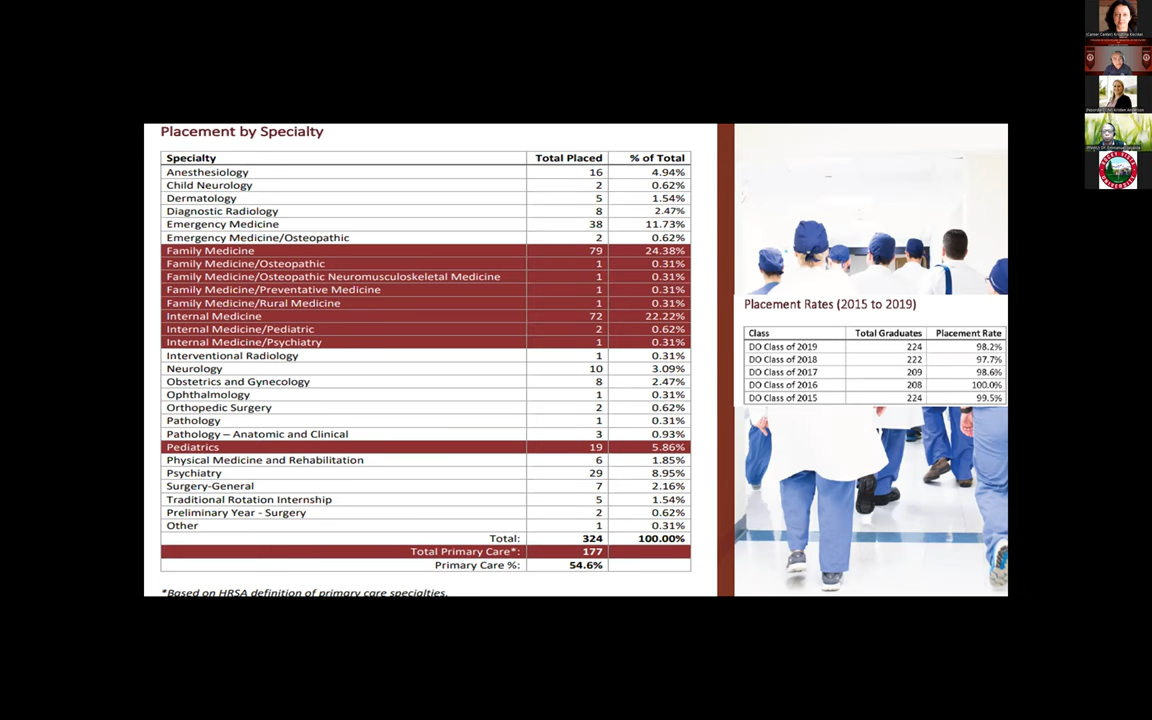 Placement by Specialty
Specialty Total Placed % of Total
Anesthesiology 16 4.94%
Child Neurology 2 0.62%
Dermatology 5 1.54%
Diagnostic Radiology 8 2.47%
Emergency Medicine 38 11.73%
Emergency Medicine/Osteopathic 2 0.62%
Family Medicine 79 24.38%
Family Medicine/Osteopathic 1 0.31%
Family Medicine/Osteopathic Neuromusculoskeletal Medicine 1 0.31%
Family Medicine/Preventative Medicine 1 0.31%
Family Medicine/Rural Medicine 1 0.31%
Internal Medicine 72 22.22%
Internal Medicine/Pediatric 2 0.62%
Internal Medicine/Psychiatry 1 0.31%
Interventional Radiology 1 0.31%
Neurology 10 3.09%
Obstetrics and Gynecology 8 2.47%
Ophthalmology 1 0.31%
Orthopedic Surgery 2 0.62%
Pathology 1 0.31%
Pathology – Anatomic and Clinical 3 0.93%
Pediatrics 19 5.86%
Physical Medicine and Rehabilitation 6 1.85%
Psychiatry 29 8.95%
Surgery-General 7 2.16%
Traditional Rotation Internship 5 1.54%
Preliminary Year - Surgery 2 0.62%
Other 1 0.31%
Total: 324 100.00%
Total Primary Care*: 177
Primary Care %: 54.6%
*Based on HRSA definition of primary care specialties.
Placement Rates (2015 to 2019)
Class Total Graduates Placement Rate
DO Class of 2019 224 98.2%
DO Class of 2018 222 97.7%
DO Class of 2017 209 98.6%
DO Class of 2016 208 100.0%
DO Class of 2015 224 99.5%